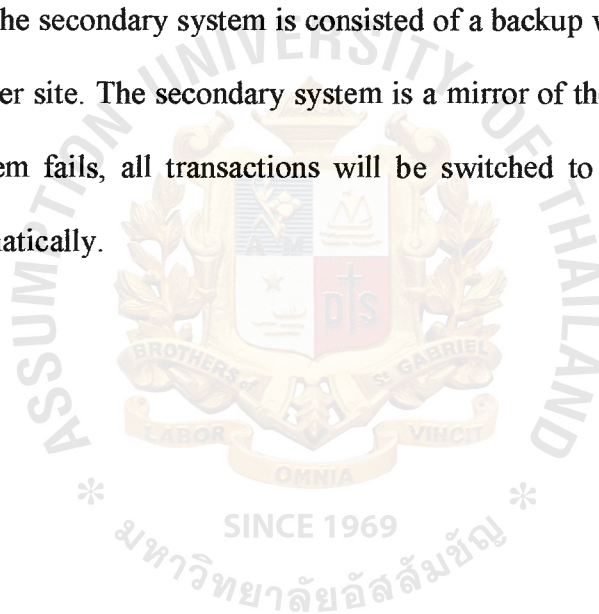 he secondary system is consisted of a backup
er site. The secondary system is a mirror of the
em fails, all transactions will be switched to
natically.
ASSUMPTION UNIVERSITY OF THAILAND
A M
D S
BROTHERS of St GABRIEL
LABOR OMNIA VINCIT
SINCE 1969
* มหาวิทยาลัยอัสสัมชัญ *